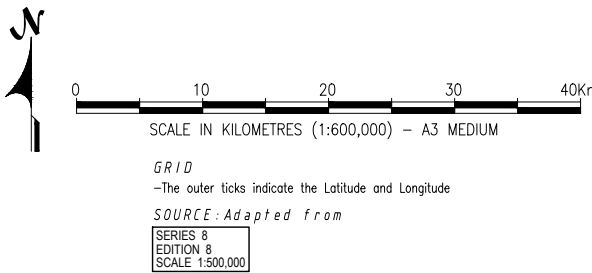 N
0 10 20 30 40Kr
SCALE IN KILOMETRES (1:600,000) – A3 MEDIUM
GRID
–The outer ticks indicate the Latitude and Longitude
SOURCE: Adapted from
SERIES 8
EDITION 8
SCALE 1:500,000